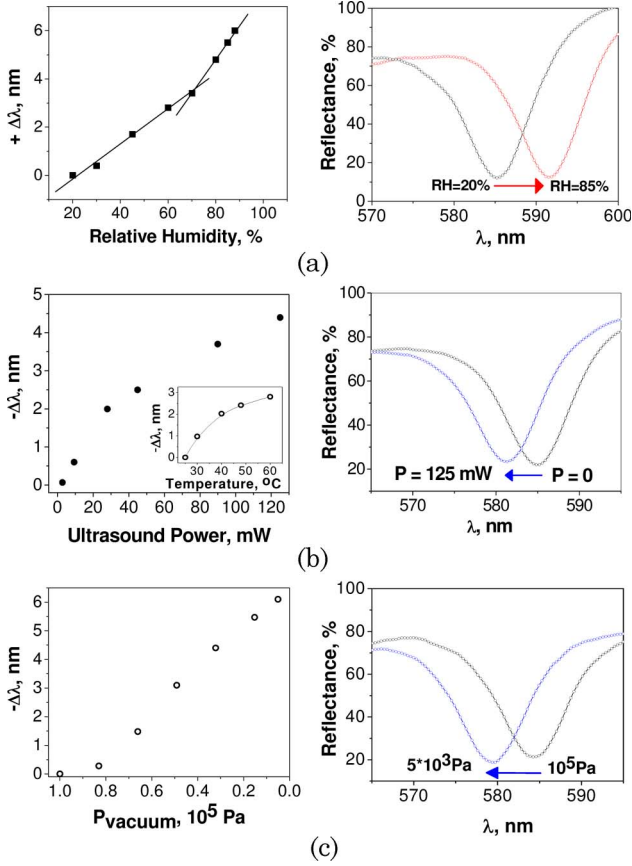 6
4
2
0
+ Δλ, nm
20 40 60 80 100
Relative Humidity, %
100
80
60
40
20
0
Reflectance, %
RH=20% RH=85%
570 580 590 600
λ, nm
(a)
5
4
3
2
1
0
-Δλ, nm
3
2
1
0
-Δλ, nm
30 40 50 60
Temperature, °C
0 20 40 60 80 100 120
Ultrasound Power, mW
100
80
60
40
20
Reflectance, %
P = 125 mW P = 0
570 580 590
λ, nm
(b)
6
5
4
3
2
1
0
-Δλ, nm
1.0 0.8 0.6 0.4 0.2 0.0
Pvacuum, 10⁵ Pa
100
80
60
40
20
Reflectance, %
5*10³Pa 10⁵Pa
570 580 590
λ, nm
(c)